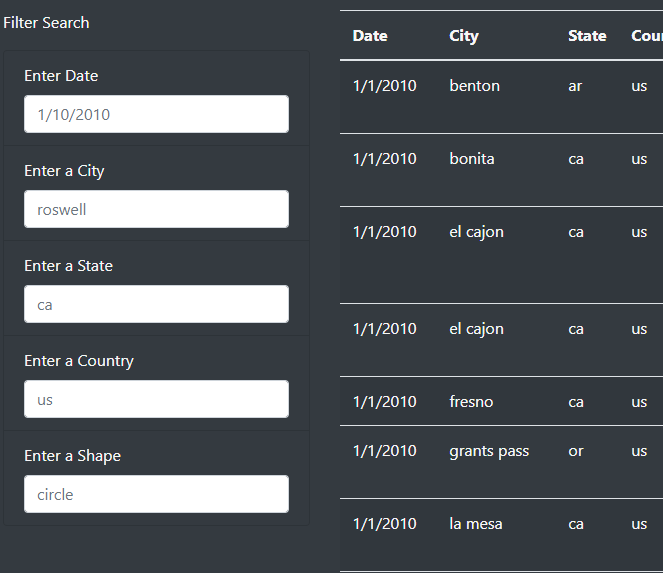 Filter Search
Enter Date
1/10/2010
Enter a City
roswell
Enter a State
ca
Enter a Country
us
Enter a Shape
circle
Date City State Cou
1/1/2010 benton ar us
1/1/2010 bonita ca us
1/1/2010 el cajon ca us
1/1/2010 el cajon ca us
1/1/2010 fresno ca us
1/1/2010 grants pass or us
1/1/2010 la mesa ca us